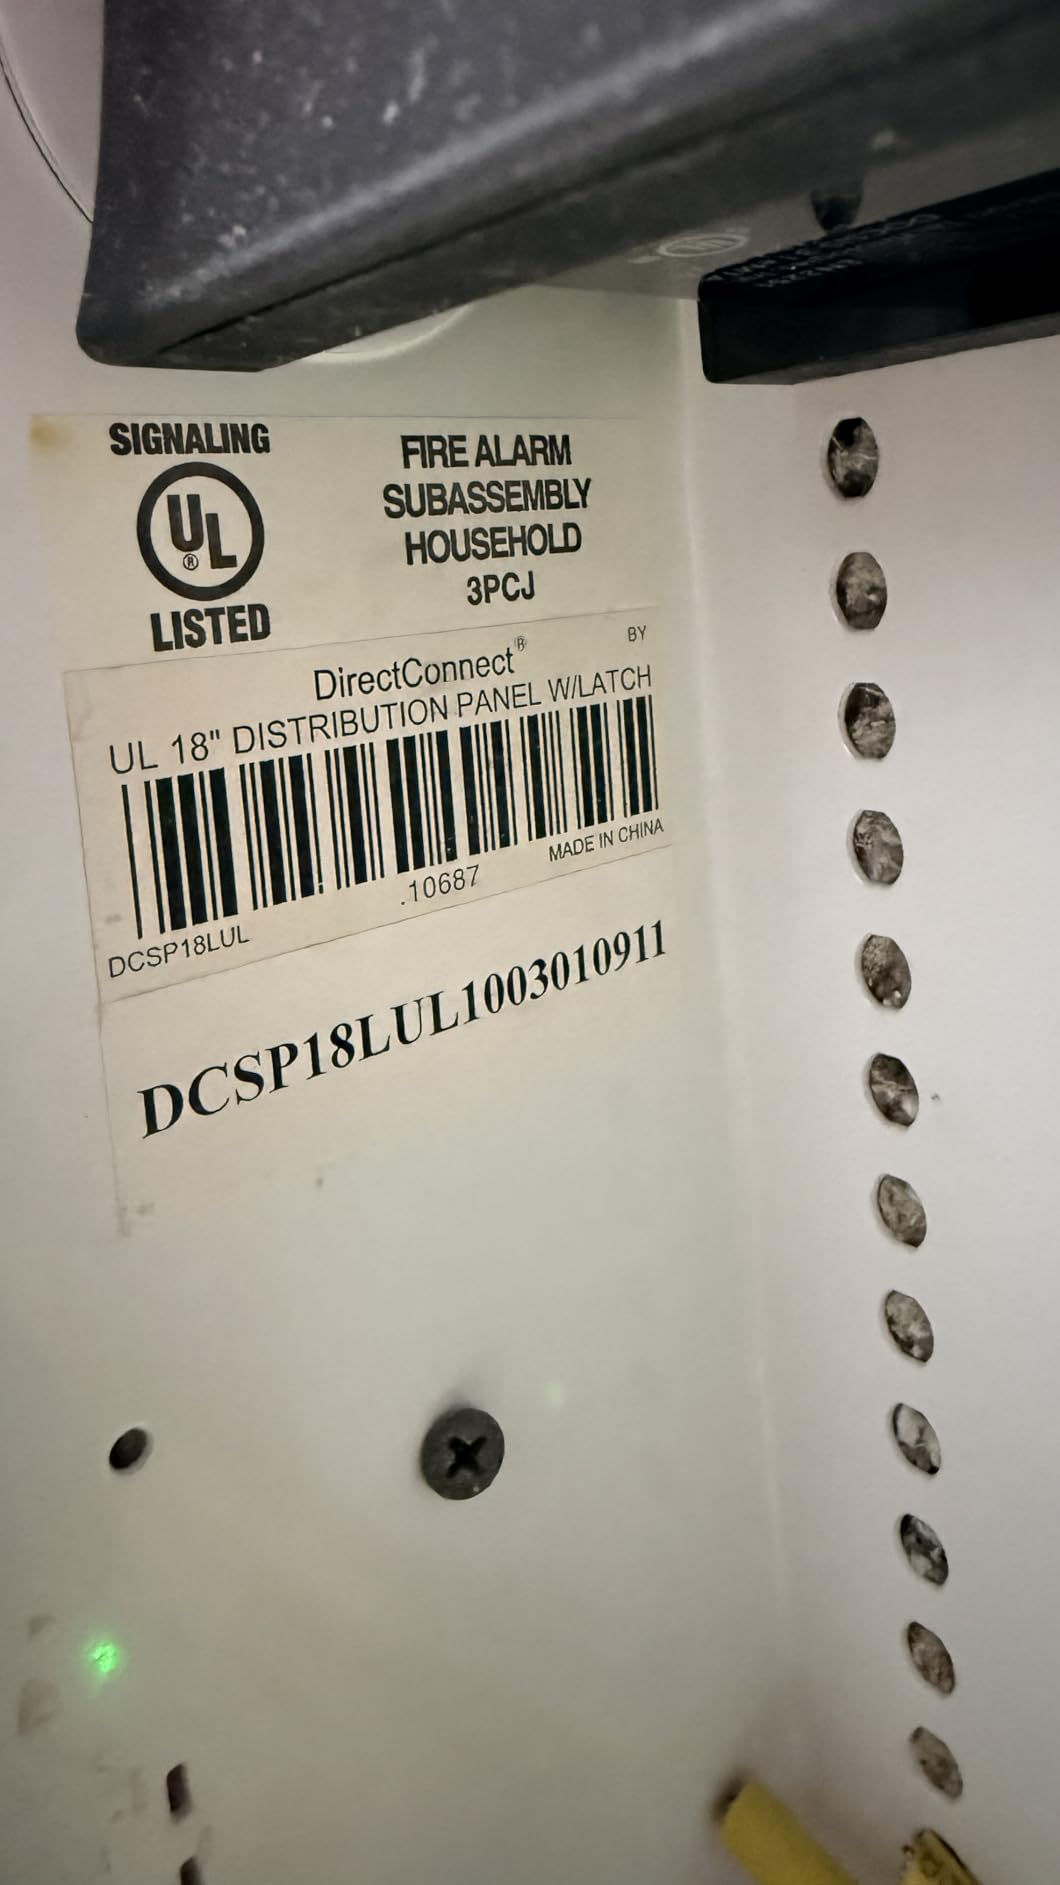 SIGNALING
UL®
LISTED
FIRE ALARM
SUBASSEMBLY
HOUSEHOLD
3PCJ
BY
DirectConnect®
UL 18" DISTRIBUTION PANEL W/LATCH
.10687
MADE IN CHINA
DCSP18LUL
DCSP18LUL1003010911